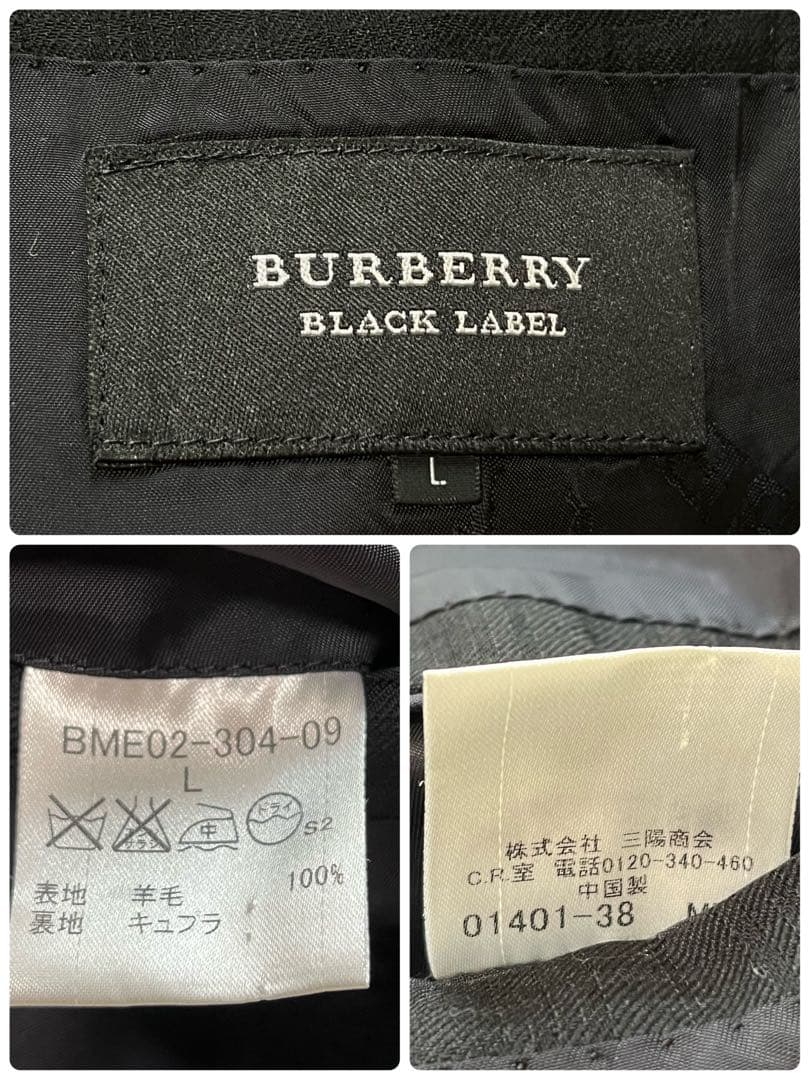 BURBERRY
BLACK LABEL
L
BME02-304-09
L
中
ドライ
S2
100%
表地 羊毛
裏地 キュプラ
株式会社 三陽商会
C.R.室 電話0120-340-460
中国製
01401-38